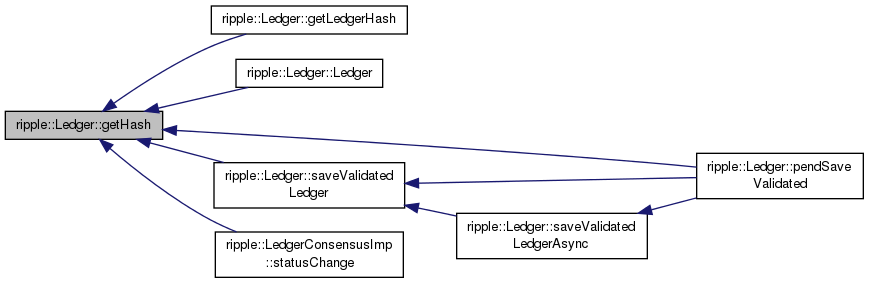 ripple::Ledger::getLedgerHash
ripple::Ledger::Ledger
ripple::Ledger::getHash
ripple::Ledger::saveValidated
Ledger
ripple::Ledger::pendSave
Validated
ripple::Ledger::saveValidated
LedgerAsync
ripple::LedgerConsensusImp
::statusChange